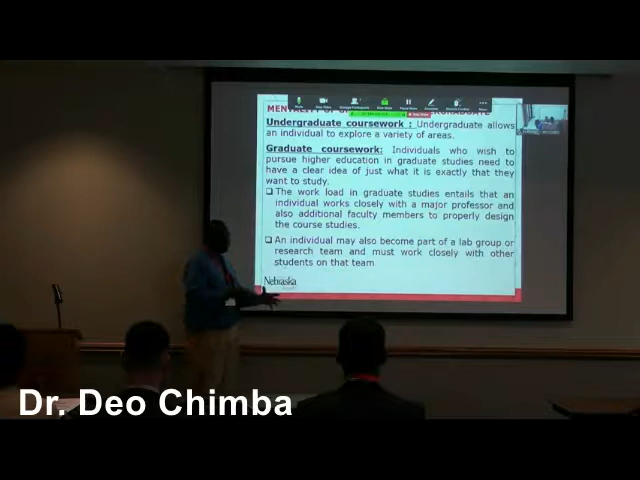 Undergraduate coursework : Undergraduate allows
an individual to explore a variety of areas.
Graduate coursework: Individuals who wish to
pursue higher education in graduate studies need to
have a clear idea of just what it is exactly that they
want to study.
❑ The work load in graduate studies entails that an
individual works closely with a major professor and
also additional faculty members to properly design
the course studies.
❑ An individual may also become part of a lab group or
research team and must work closely with other
students on that team
Nebraska
Dr. Deo Chimba